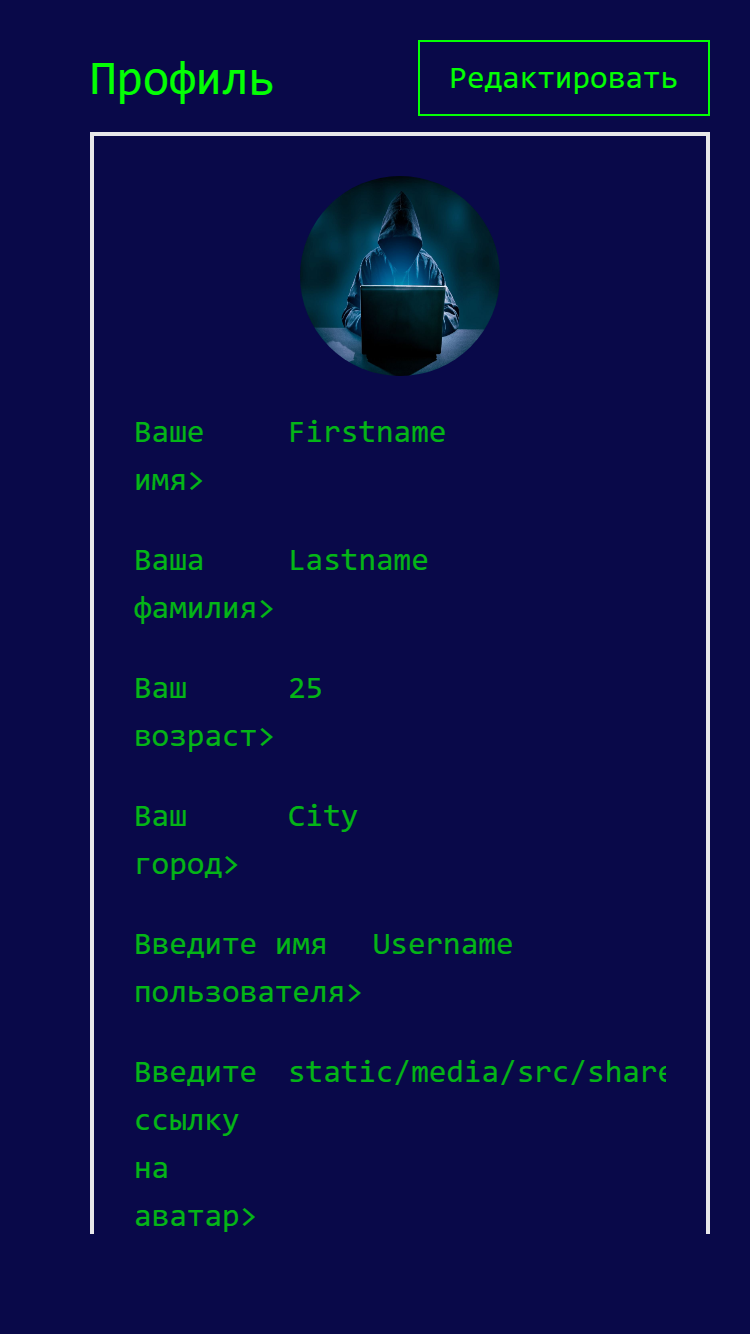 Профиль
Редактировать
Ваше Firstname
имя>
Ваша Lastname
фамилия>
Ваш 25
возраст>
Ваш City
город>
Введите имя Username
пользователя>
Введите static/media/src/share
ссылку
на
аватар>